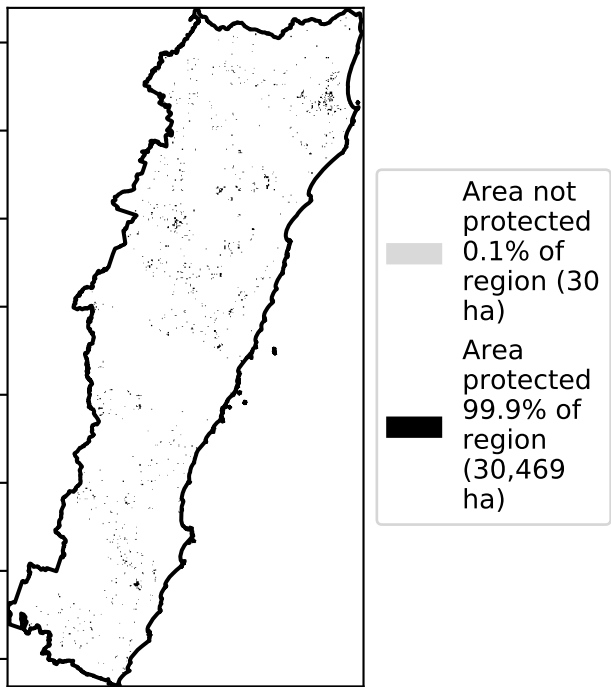 Area not
protected
0.1% of
region (30
ha)
Area
protected
99.9% of
region
(30,469
ha)